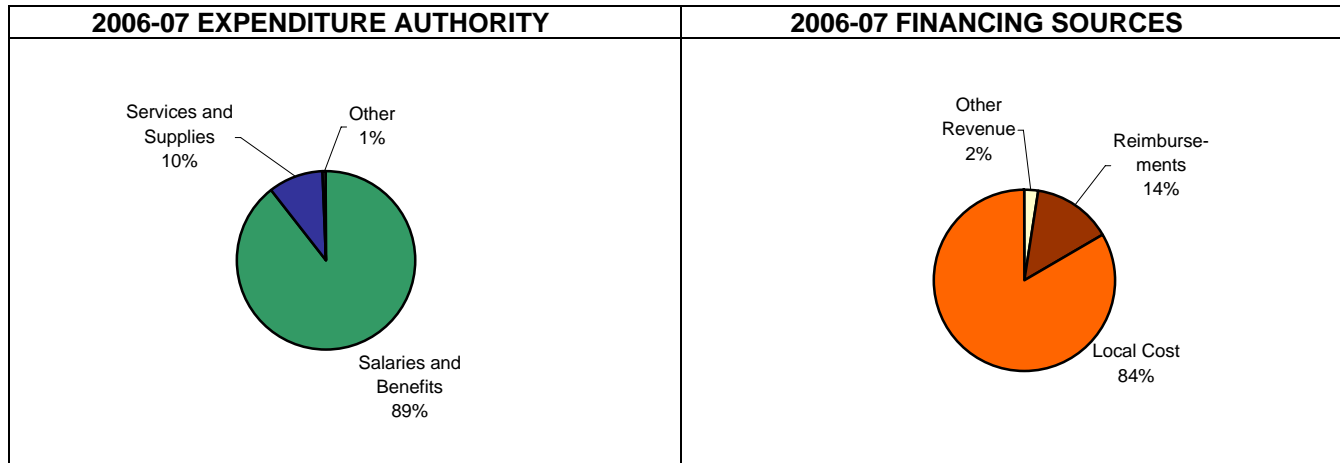 2006-07 EXPENDITURE AUTHORITY
Services and
Supplies
10%
Other
1%
Salaries and
Benefits
89%
2006-07 FINANCING SOURCES
Other
Revenue
2%
Reimburse-
ments
14%
Local Cost
84%